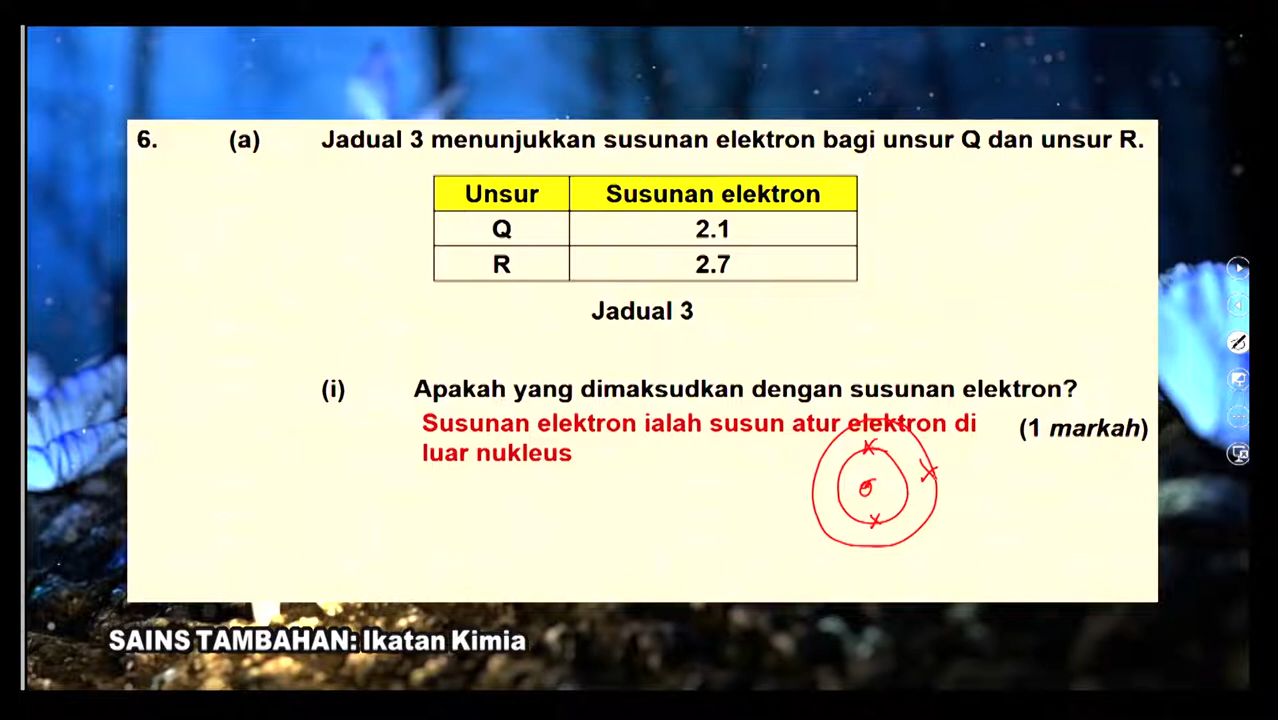 6. (a) Jadual 3 menunjukkan susunan elektron bagi unsur Q dan unsur R.
Unsur Susunan elektron
Q 2.1
R 2.7
Jadual 3
(i) Apakah yang dimaksudkan dengan susunan elektron?
Susunan elektron ialah susun atur elektron di
luar nukleus
(1 markah)
SAINS TAMBAHAN: Ikatan Kimia